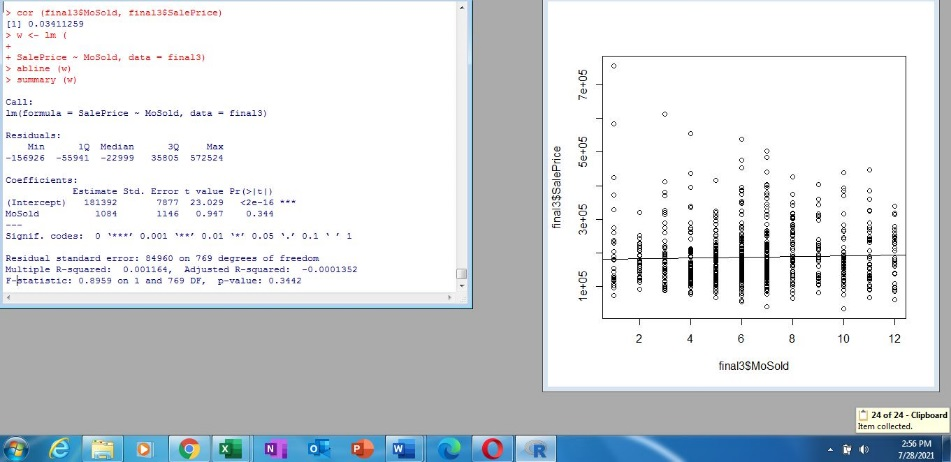 > cor (final3$MoSold, final3$SalePrice)
[1] 0.03411259
> w <- lm (
+
+ SalePrice ~ MoSold, data = final3)
> abline (w)
> summary (w)
Call:
lm(formula = SalePrice ~ MoSold, data = final3)
Residuals:
Min 1Q Median 3Q Max
-156926 -55941 -22999 35805 572524
Coefficients:
Estimate Std. Error t value Pr(>|t|)
(Intercept) 181392 7877 23.029 <2e-16 ***
MoSold 1084 1146 0.947 0.344
---
Signif. codes: 0 ‘***’ 0.001 ‘**’ 0.01 ‘*’ 0.05 ‘.’ 0.1 ‘ ’ 1
Residual standard error: 84960 on 769 degrees of freedom
Multiple R-squared: 0.001164, Adjusted R-squared: -0.0001352
F-statistic: 0.8959 on 1 and 769 DF, p-value: 0.3442
final3$SalePrice
7e+05
5e+05
3e+05
1e+05
2 4 6 8 10 12
final3$MoSold
24 of 24 - Clipboard
Item collected.
2:56 PM
7/28/2021